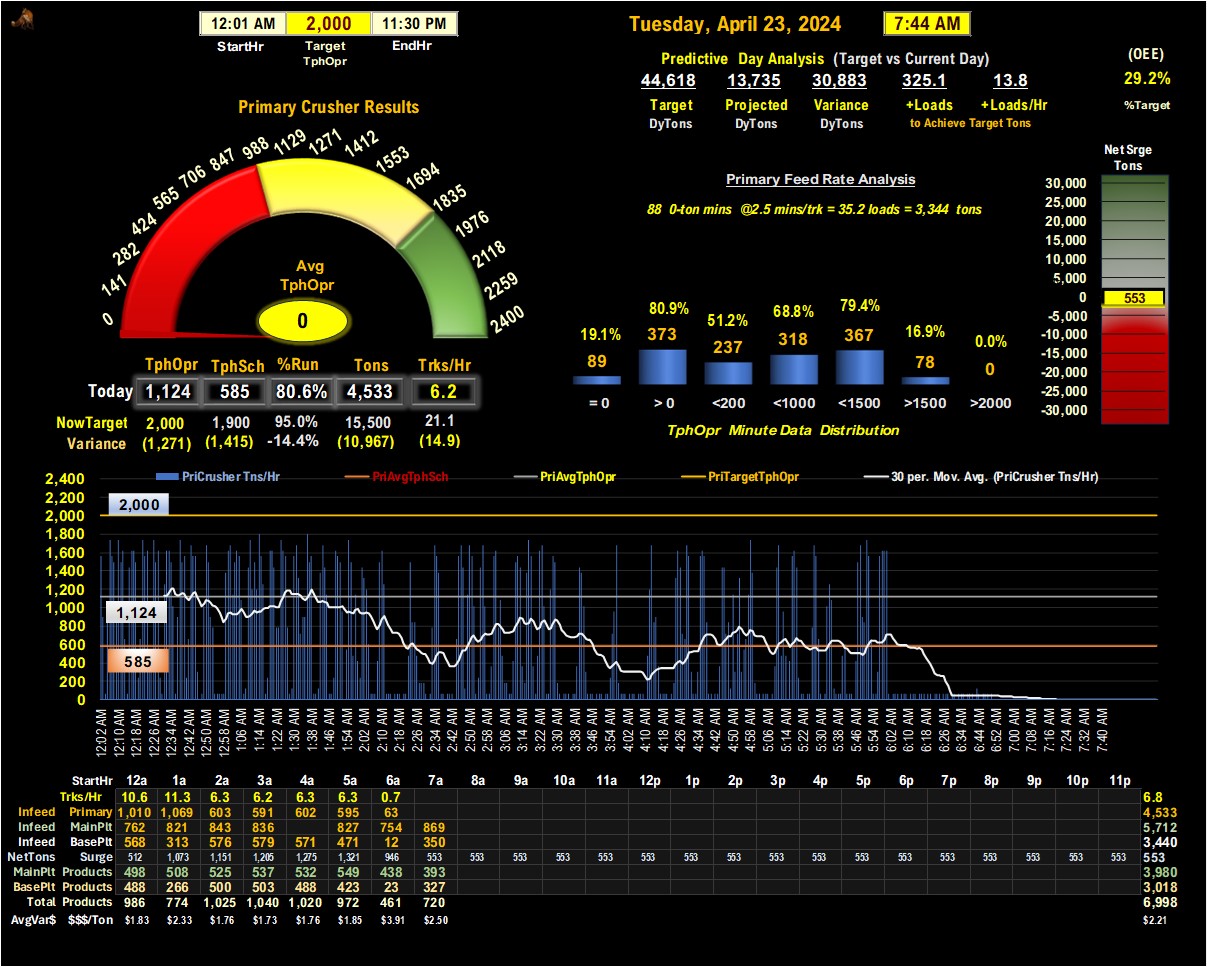 12:01 AM 2,000 11:30 PM
StartHr Target TphOpr EndHr
Tuesday, April 23, 2024 7:44 AM
Predictive Day Analysis (Target vs Current Day)
44,618 13,735 30,883 325.1 13.8
Target Projected Variance +Loads +Loads/Hr
DyTons DyTons DyTons to Achieve Target Tons
(OEE)
29.2%
%Target
Primary Crusher Results
0 141 282 424 565 706 847 988 1129 1271 1412 1553 1694 1835 1976 2118 2259 2400
Avg
TphOpr
0
TphOpr TphSch %Run Tons Trks/Hr
Today 1,124 585 80.6% 4,533 6.2
NowTarget 2,000 1,900 95.0% 15,500 21.1
Variance (1,271) (1,415) -14.4% (10,967) (14.9)
Primary Feed Rate Analysis
88 0-ton mins @2.5 mins/trk = 35.2 loads = 3,344 tons
19.1% 80.9% 51.2% 68.8% 79.4% 16.9% 0.0%
89 373 237 318 367 78 0
= 0 > 0 <200 <1000 <1500 >1500 >2000
TphOpr Minute Data Distribution
Net Srge
Tons
30,000
25,000
20,000
15,000
10,000
5,000
0 553
-5,000
-10,000
-15,000
-20,000
-25,000
-30,000
PriCrusher Tns/Hr PriAvgTphSch PriAvgTphOpr PriTargetTphOpr 30 per. Mov. Avg. (PriCrusher Tns/Hr)
2,400
2,200
2,000
1,800
1,600
1,400
1,200
1,000
800
600
400
200
0
2,000
1,124
585
12:02 AM 12:10 AM 12:18 AM 12:26 AM 12:34 AM 12:42 AM 12:50 AM 12:58 AM 1:06 AM 1:14 AM 1:22 AM 1:30 AM 1:38 AM 1:46 AM 1:54 AM 2:02 AM 2:10 AM 2:18 AM 2:26 AM 2:34 AM 2:42 AM 2:50 AM 2:58 AM 3:06 AM 3:14 AM 3:22 AM 3:30 AM 3:38 AM 3:46 AM 3:54 AM 4:02 AM 4:10 AM 4:18 AM 4:26 AM 4:34 AM 4:42 AM 4:50 AM 4:58 AM 5:06 AM 5:14 AM 5:22 AM 5:30 AM 5:38 AM 5:46 AM 5:54 AM 6:02 AM 6:10 AM 6:18 AM 6:26 AM 6:34 AM 6:44 AM 6:52 AM 7:00 AM 7:08 AM 7:16 AM 7:24 AM 7:32 AM 7:40 AM
StartHr 12a 1a 2a 3a 4a 5a 6a 7a 8a 9a 10a 11a 12p 1p 2p 3p 4p 5p 6p 7p 8p 9p 10p 11p
Trks/Hr 10.6 11.3 6.3 6.2 6.3 6.3 0.7 6.8
Infeed Primary 1,010 1,069 603 591 602 595 63 4,533
Infeed MainPlt 762 821 843 836 827 754 869 5,712
Infeed BasePlt 568 313 576 579 571 471 12 350 3,440
NetTons Surge 512 1,073 1,151 1,205 1,275 1,321 946 553 553 553 553 553 553 553 553 553 553 553 553 553 553 553 553 553 553
MainPlt Products 498 508 525 537 532 549 438 393 3,980
BasePlt Products 488 266 500 503 488 423 23 327 3,018
Total Products 986 774 1,025 1,040 1,020 972 461 720 6,998
AvgVar$ $$$/Ton $1.83 $2.33 $1.76 $1.73 $1.76 $1.85 $3.91 $2.50 $2.21